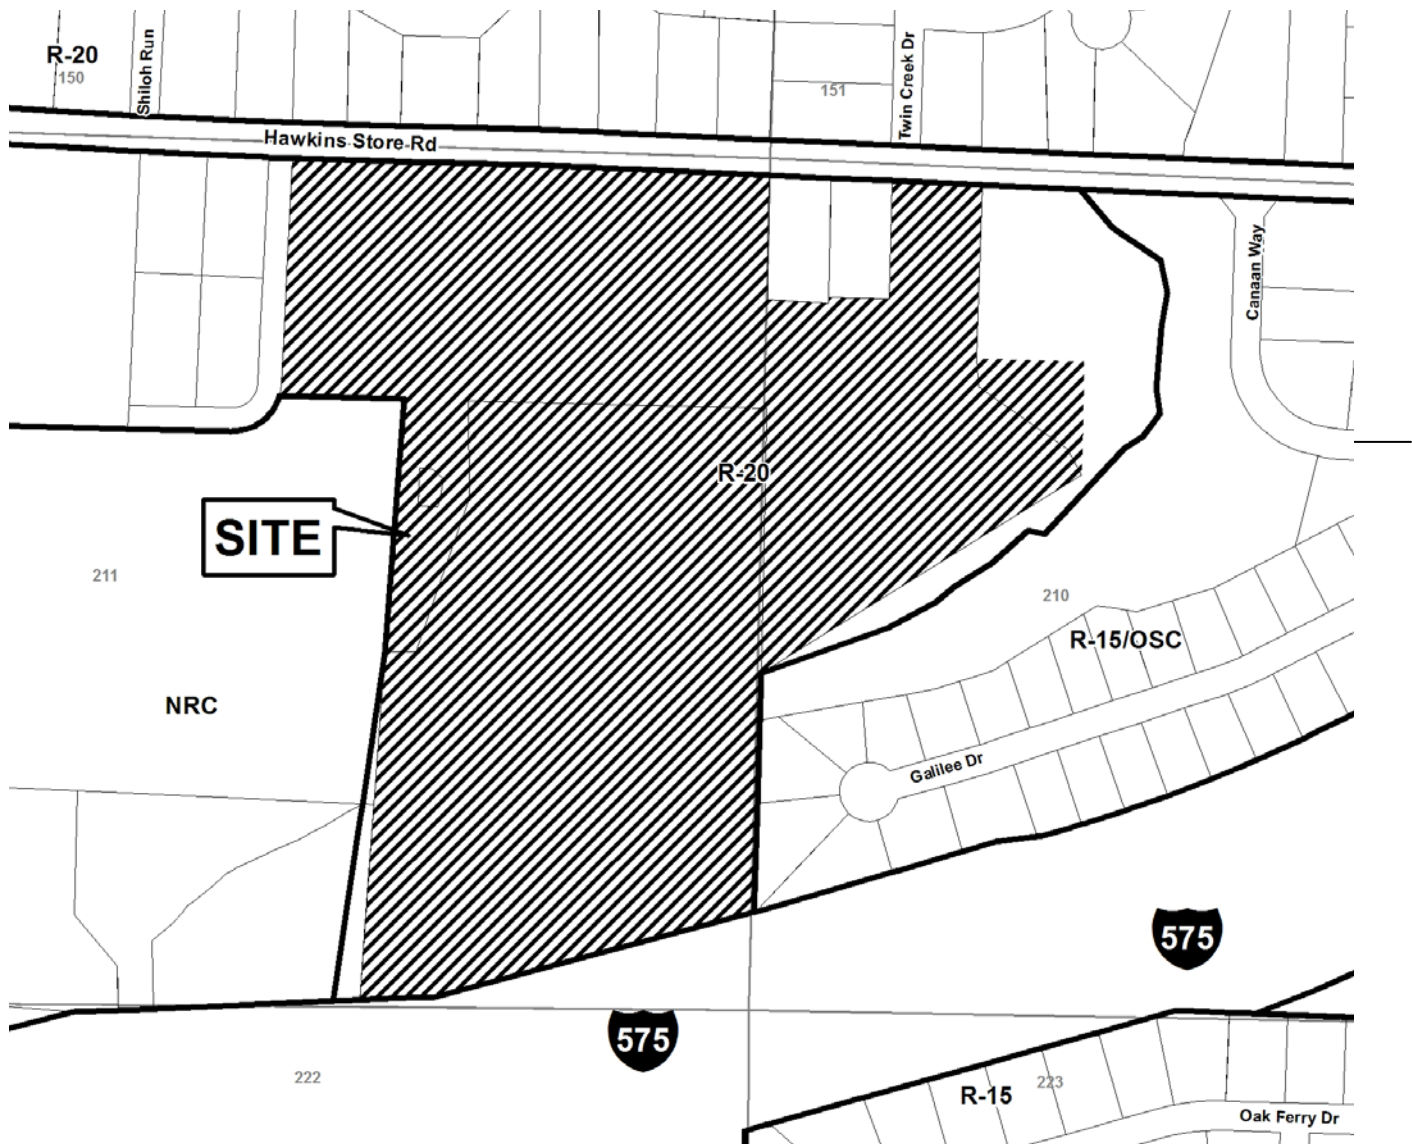 R-20
150
Shiloh Run
151
Twin Creek Dr
Hawkins Store Rd
Canaan Way
R-20
SITE
211
210
R-15/OSC
NRC
Galilee Dr
575
575
222
223
R-15
Oak Ferry Dr